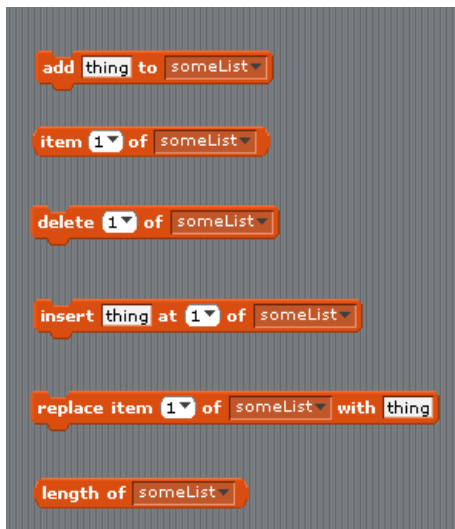 add thing to someList
item 1 of someList
delete 1 of someList
insert thing at 1 of someList
replace item 1 of someList with thing
length of someList